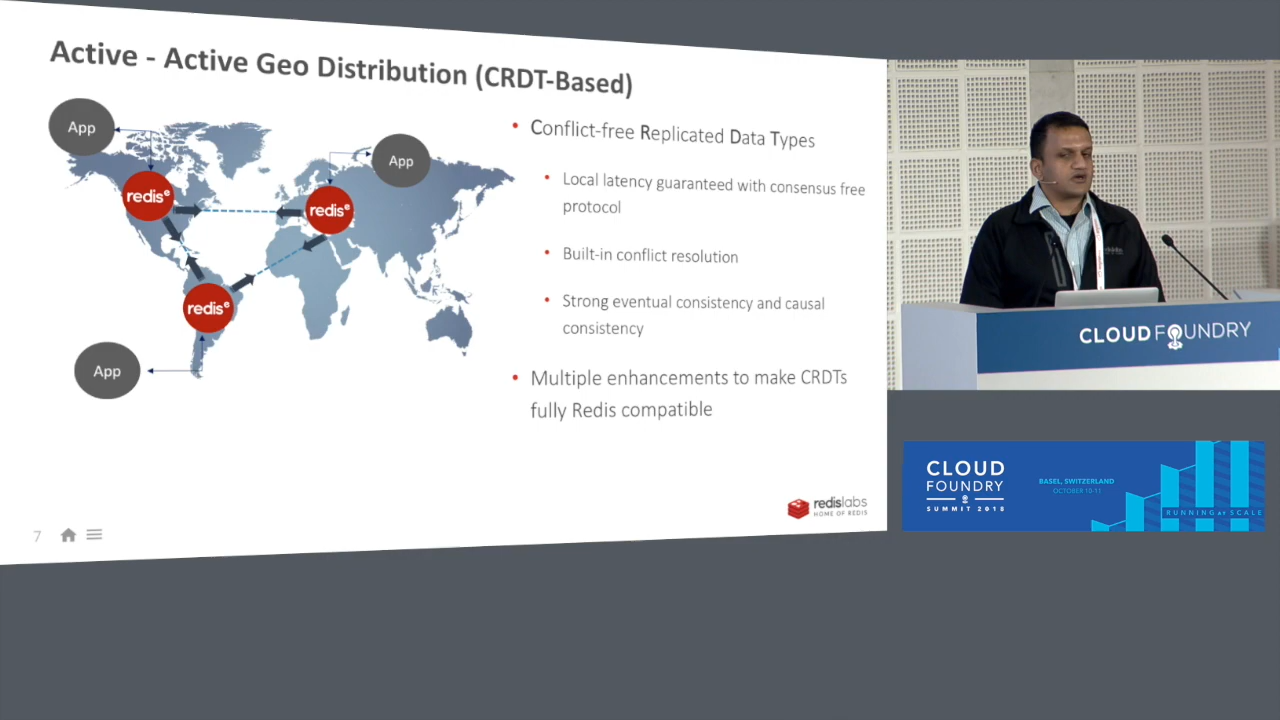 Active - Active Geo Distribution (CRDT-Based)
App
App
redis^e
redis^e
redis^e
App
• Conflict-free Replicated Data Types
• Local latency guaranteed with consensus free
protocol
• Built-in conflict resolution
• Strong eventual consistency and causal
consistency
• Multiple enhancements to make CRDTs
fully Redis compatible
redislabs
HOME OF REDIS
7
CLOUD FOUNDRY
CLOUD
FOUNDRY
SUMMIT 2018
BASEL, SWITZERLAND
OCTOBER 10-11
RUNNING AT SCALE